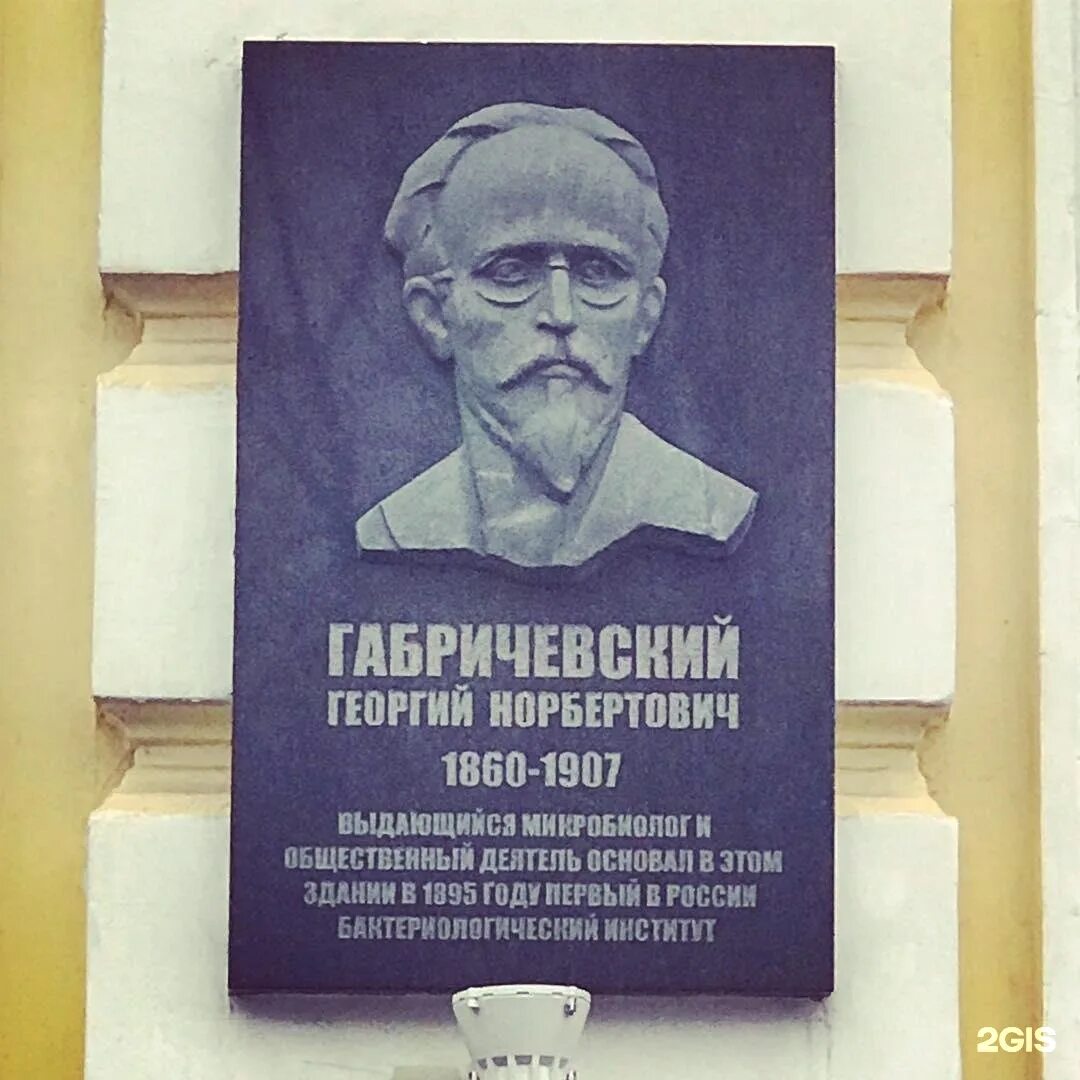 ГАБРИЧЕВСКИЙ
ГЕОРГИЙ НОРБЕРТОВИЧ
1860-1907
ВЫДАЮЩИЙСЯ МИКРОБИОЛОГ И
ОБЩЕСТВЕННЫЙ ДЕЯТЕЛЬ ОСНОВАЛ В ЭТОМ
ЗДАНИИ В 1895 ГОДУ ПЕРВЫЙ В РОССИИ
БАКТЕРИОЛОГИЧЕСКИЙ ИНСТИТУТ
2GIS